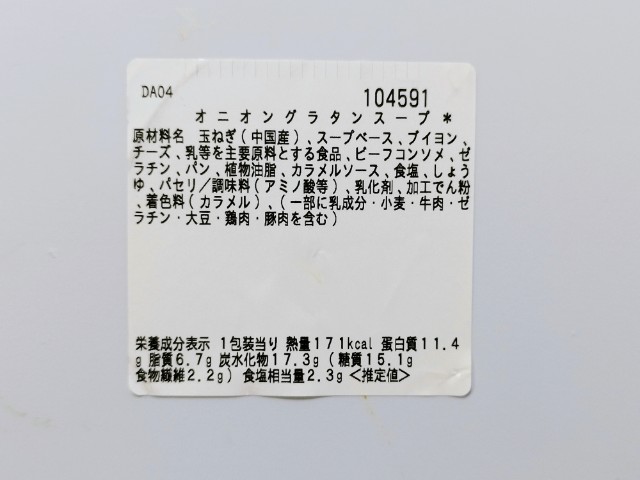 DA04 104591
オニオングラタンスープ*
原材料名 玉ねぎ(中国産)、スープベース、ブイヨン、
チーズ、乳等を主要原料とする食品、ビーフコンソメ、ゼ
ラチン、パン、植物油脂、カラメルソース、食塩、しょう
ゆ、パセリ/調味料(アミノ酸等)、乳化剤、加工でん粉
、着色料(カラメル)、(一部に乳成分・小麦・牛肉・ゼ
ラチン・大豆・鶏肉・豚肉を含む)
栄養成分表示 1包装当り 熱量171kcal 蛋白質11.4
g 脂質6.7g 炭水化物17.3g(糖質15.1g
食物繊維2.2g) 食塩相当量2.3g<推定値>